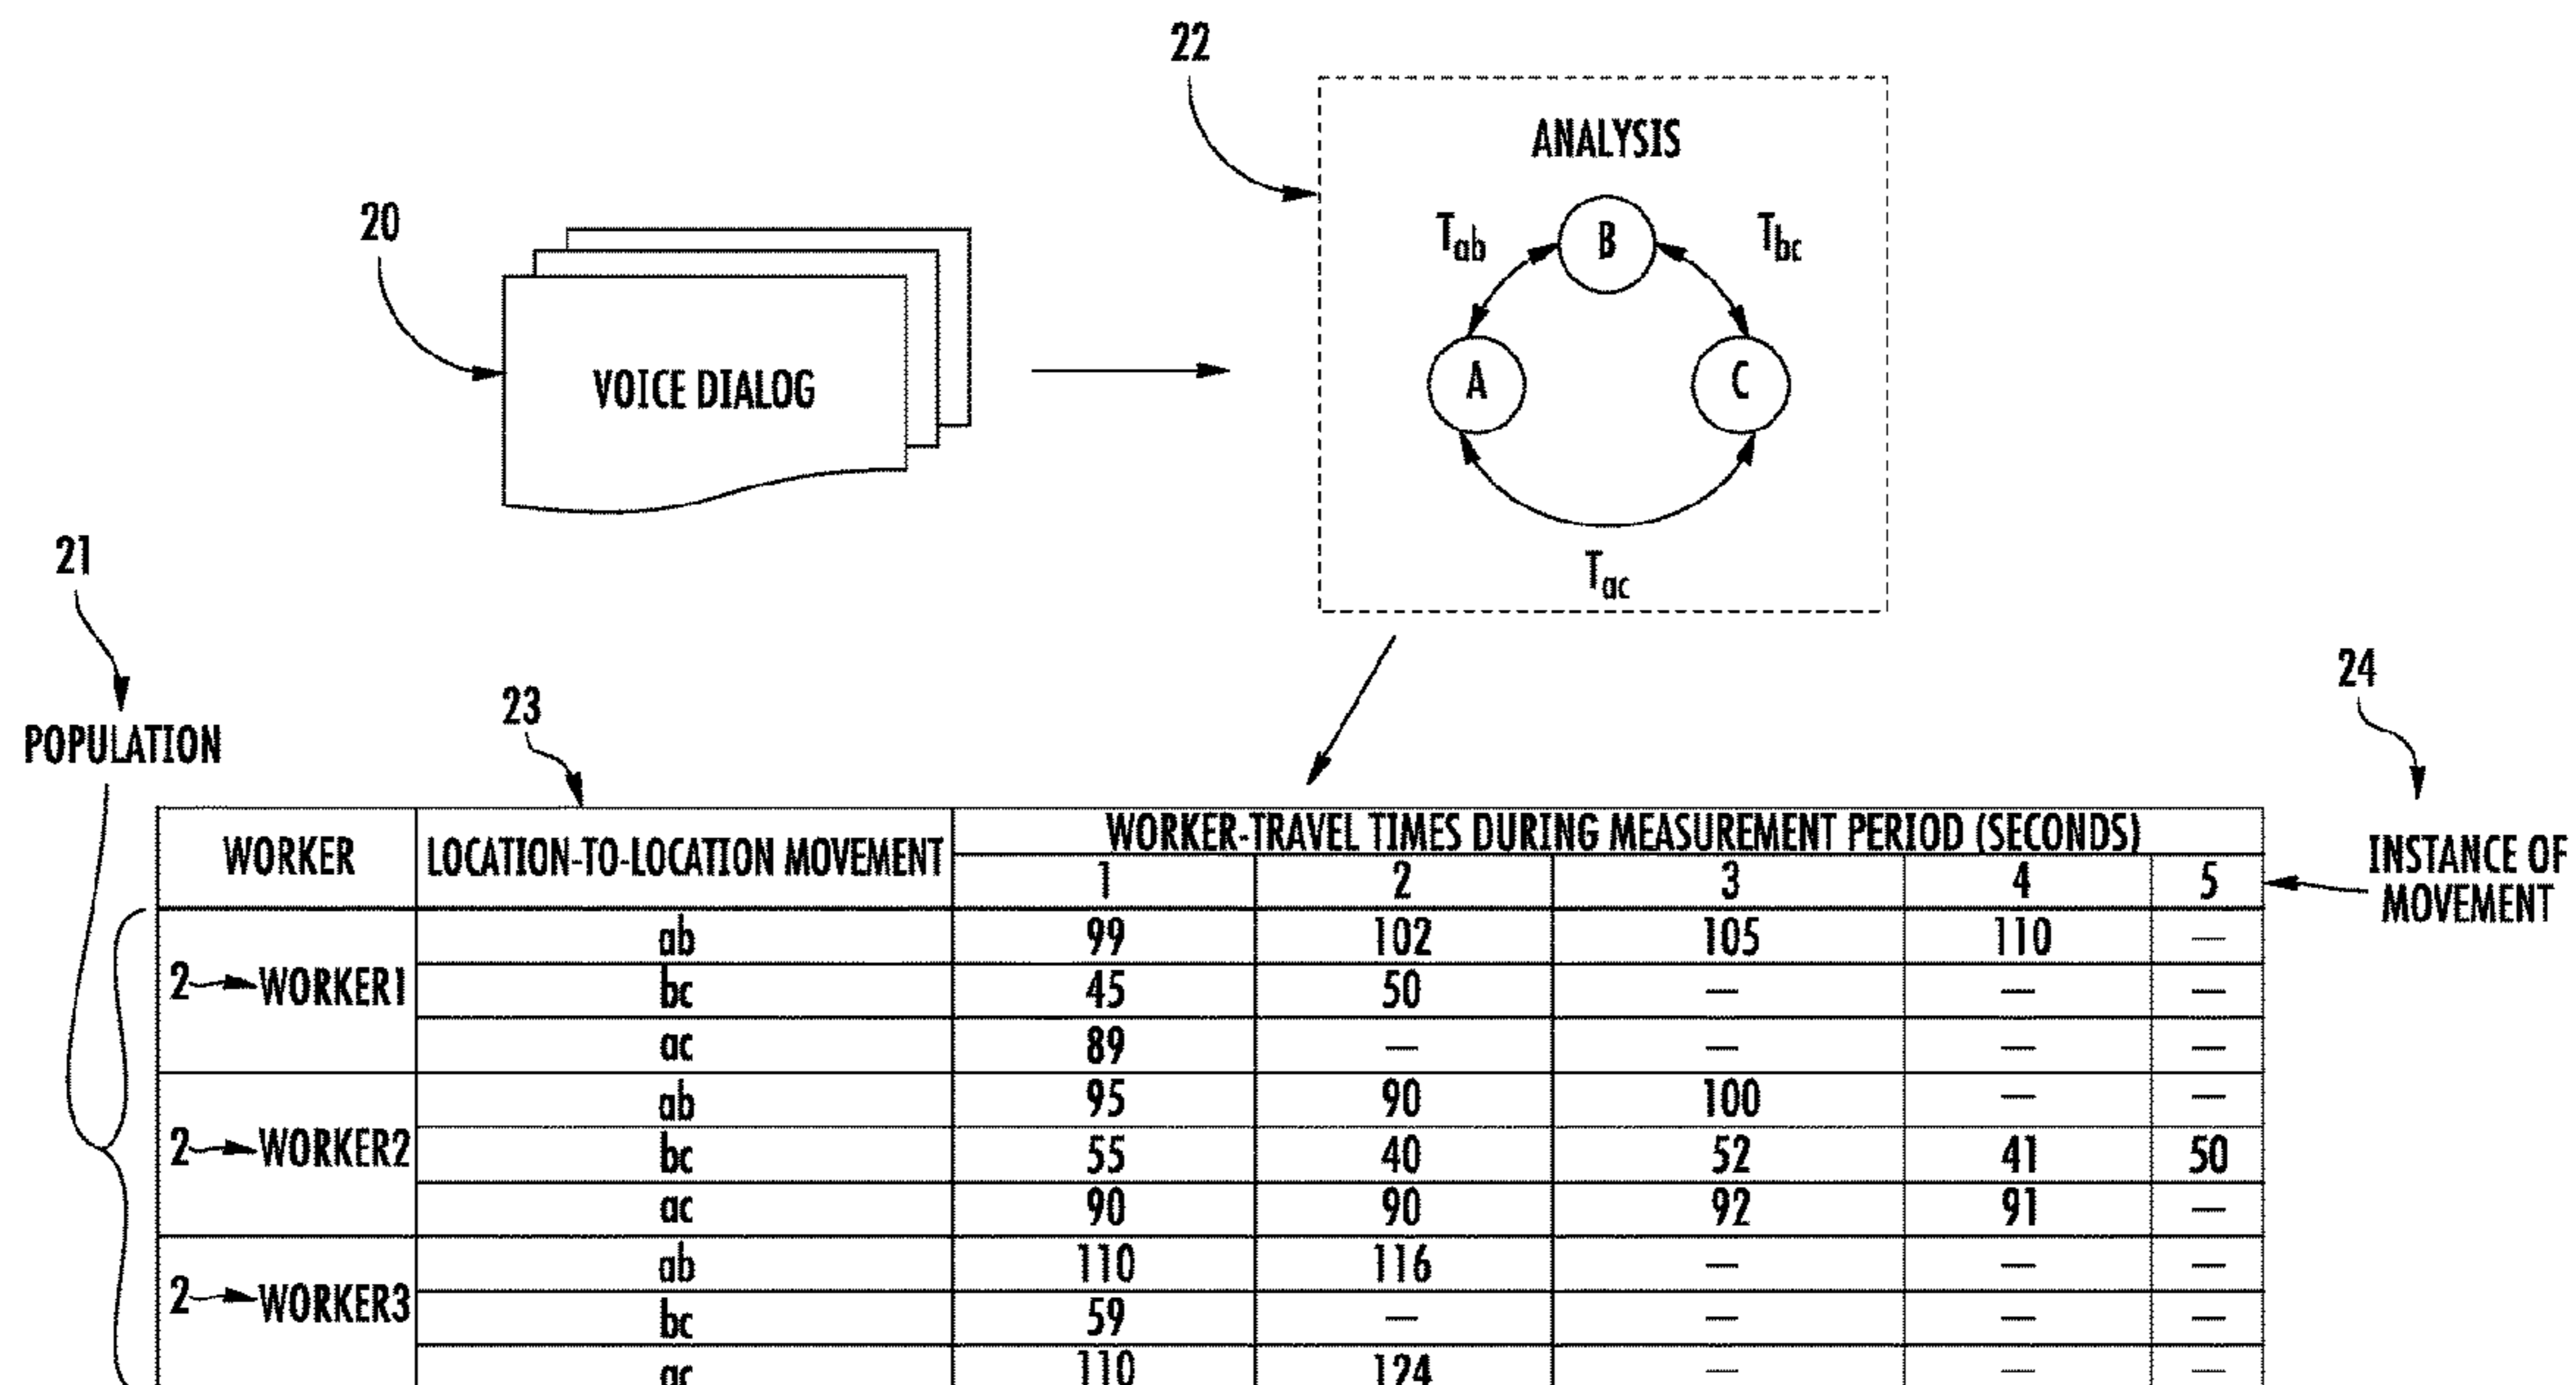 22
ANALYSIS
20
Tab
B
Tbc
VOICE DIALOG
A
C
Tac
21
23
24
POPULATION
WORKER
LOCATION-TO-LOCATION MOVEMENT
WORKER-TRAVEL TIMES DURING MEASUREMENT PERIOD (SECONDS)
1 2 3 4 5
INSTANCE OF
MOVEMENT
ab 99 102 105 110 —
2 WORKER1 bc 45 50 — — —
ac 89 — — — —
ab 95 90 100 — —
2 WORKER2 bc 55 40 52 41 50
ac 90 90 92 91 —
ab 110 116 — — —
2 WORKER3 bc 59 — — — —
ac 110 124 — — —